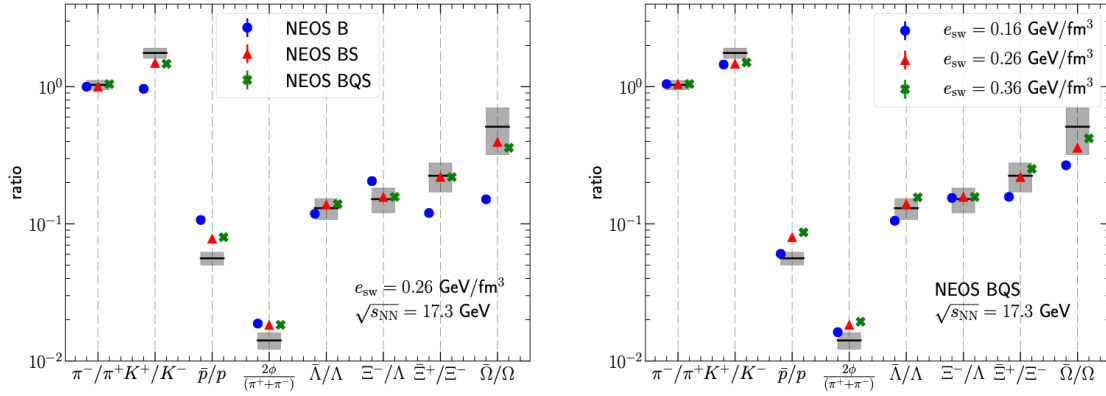 NEOS B
NEOS BS
NEOS BQS
10^0
10^{-1}
10^{-2}
ratio
e_sw = 0.26 GeV/fm^3
√s_NN = 17.3 GeV
π^−/π^+ K^+/K^− p̄/p 2φ/(π^+ + π^−) Λ̄/Λ Ξ^−/Λ Ξ̄^+/Ξ^− Ω̄/Ω
e_sw = 0.16 GeV/fm^3
e_sw = 0.26 GeV/fm^3
e_sw = 0.36 GeV/fm^3
10^0
10^{-1}
10^{-2}
ratio
NEOS BQS
√s_NN = 17.3 GeV
π^−/π^+ K^+/K^− p̄/p 2φ/(π^+ + π^−) Λ̄/Λ Ξ^−/Λ Ξ̄^+/Ξ^− Ω̄/Ω